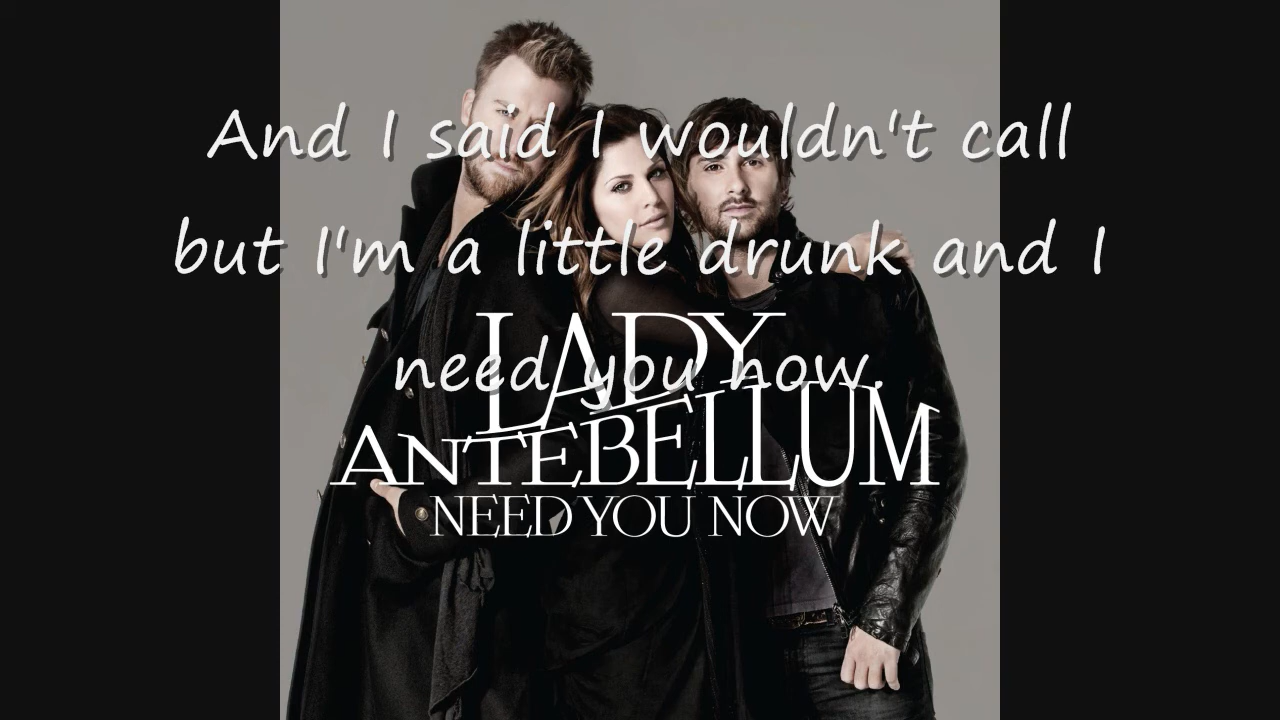 And I said I wouldn't call
but I'm a little drunk and I
need you now.
LADY
ANTEBELLUM
NEED YOU NOW